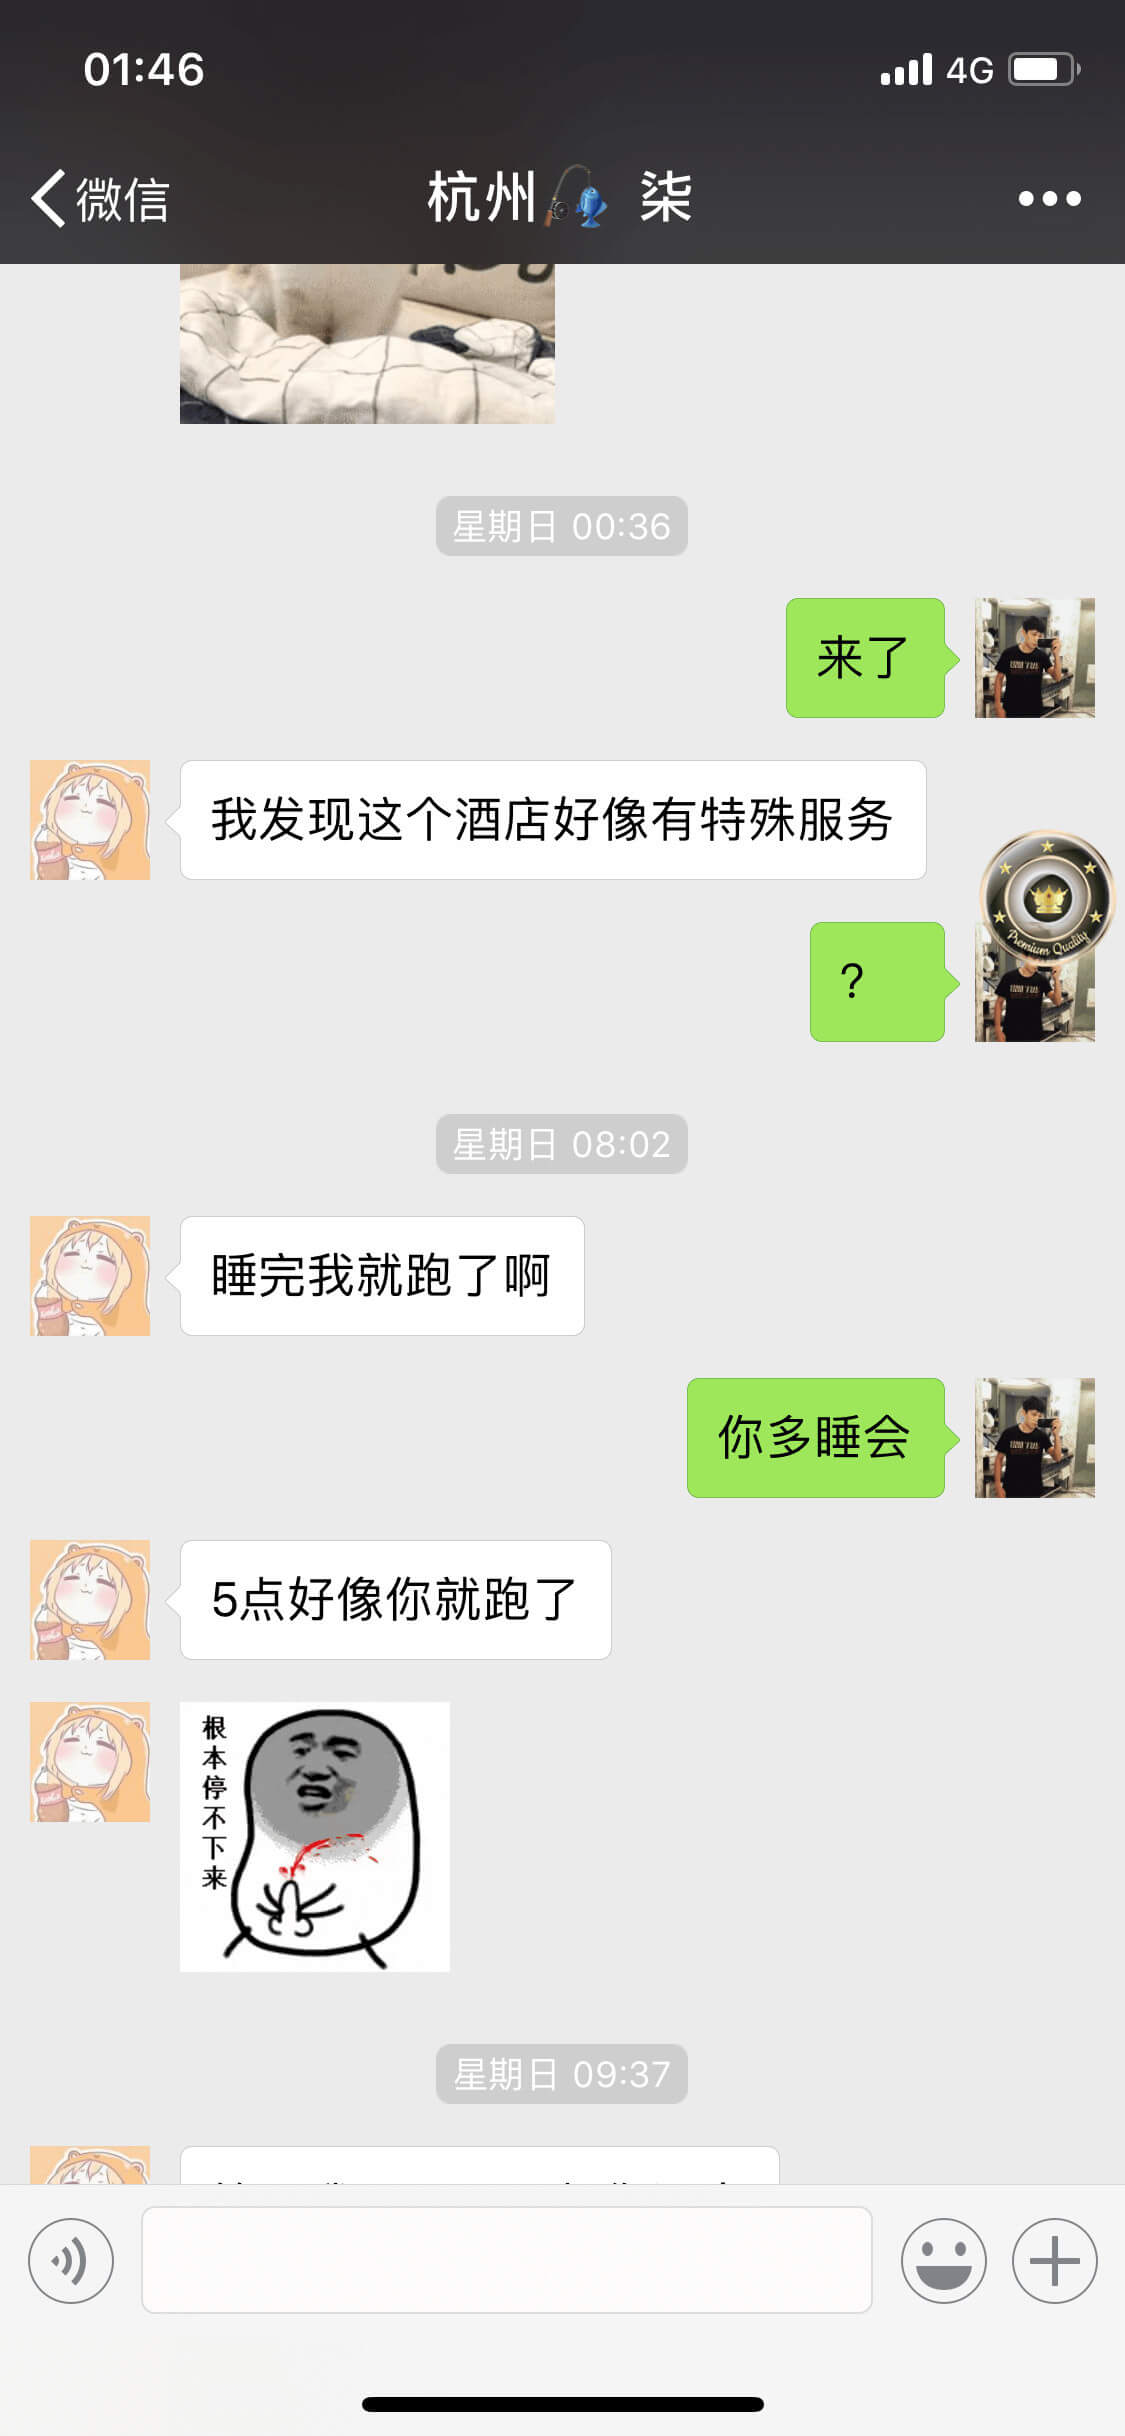 01:46
4G
微信
杭州🎣 柒
星期日 00:36
来了
我发现这个酒店好像有特殊服务
Premium Quality
?
星期日 08:02
睡完我就跑了啊
你多睡会
5点好像你就跑了
根本停不下来
星期日 09:37